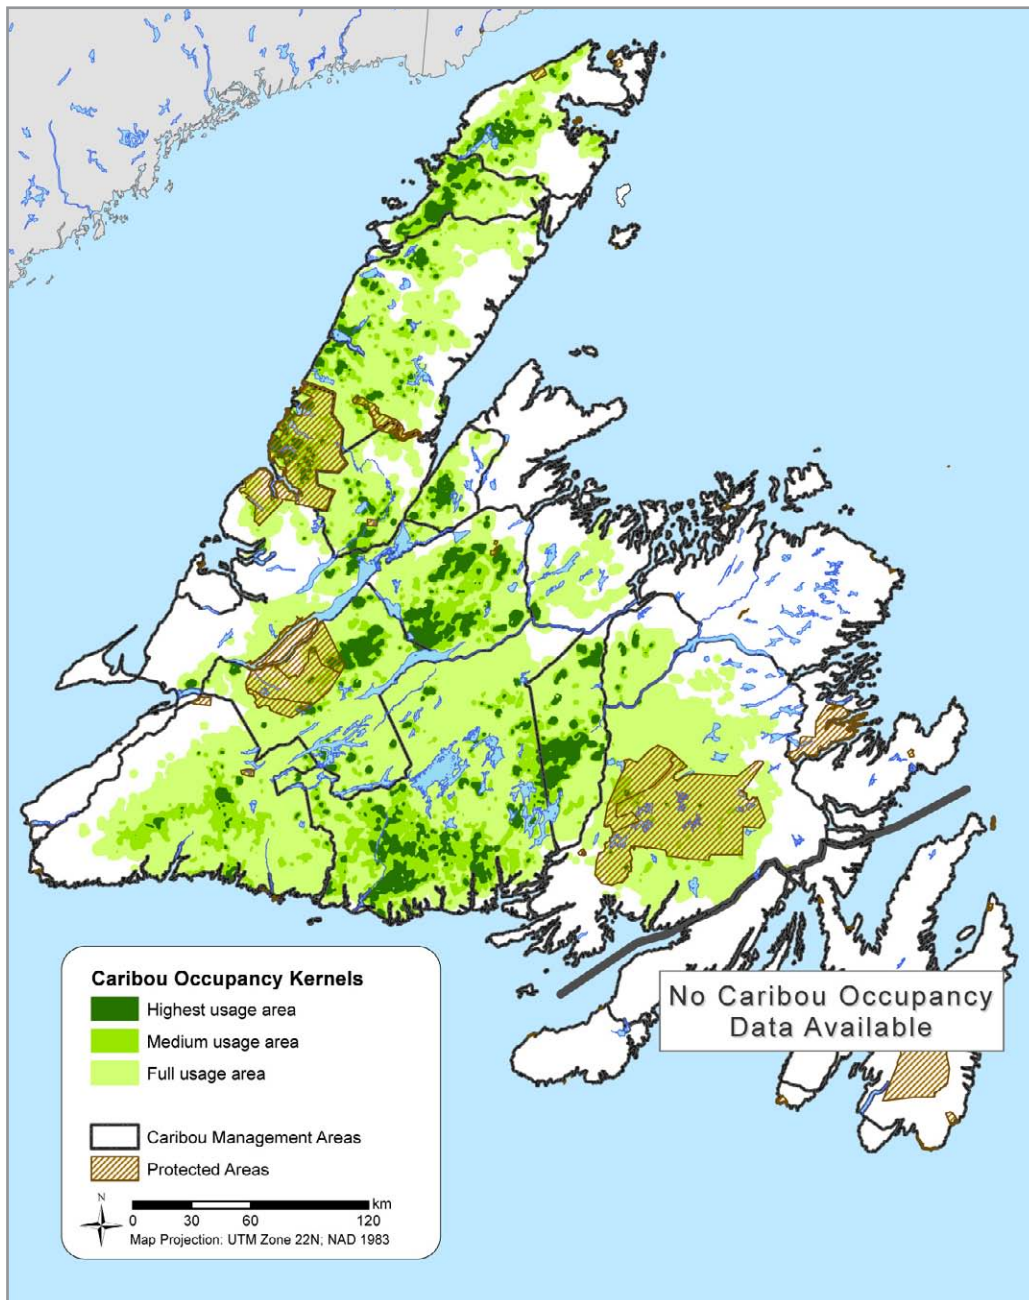 No Caribou Occupancy
Data Available
Caribou Occupancy Kernels
Highest usage area
Medium usage area
Full usage area
Caribou Management Areas
Protected Areas
N
km
0 30 60 120
Map Projection: UTM Zone 22N; NAD 1983